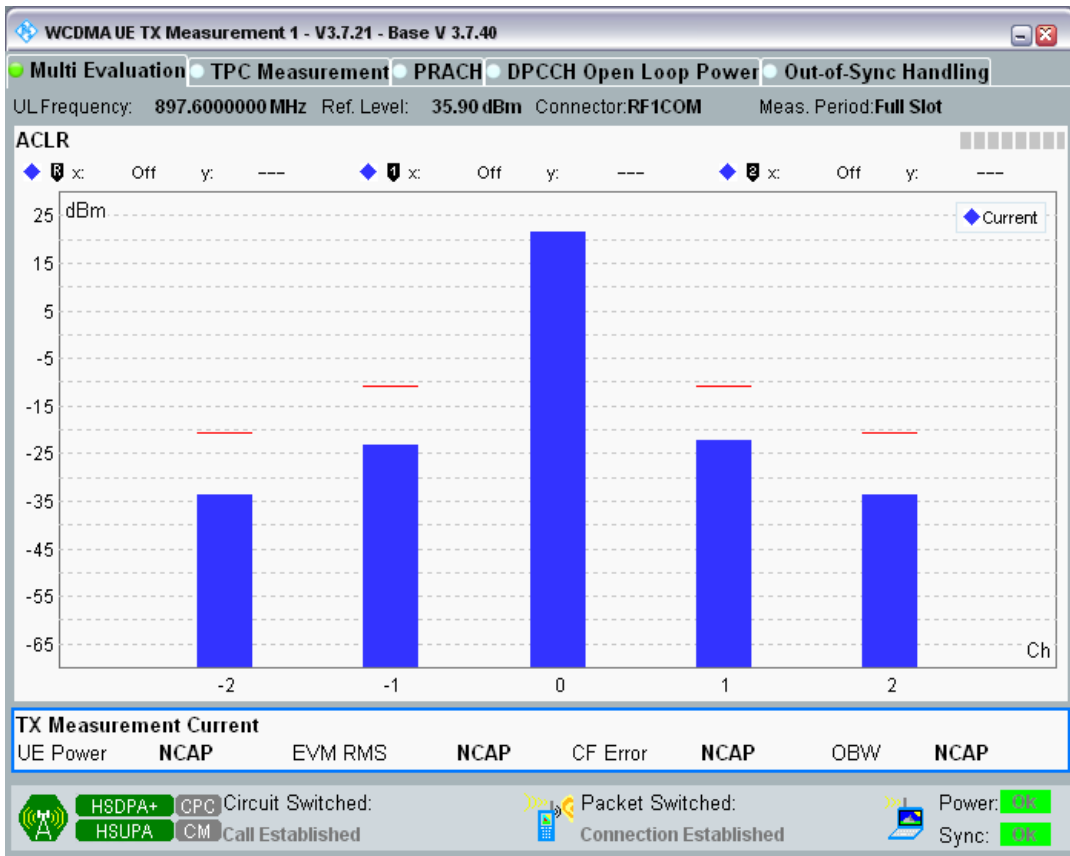 WCDMA UE TX Measurement 1 - V3.7.21 - Base V 3.7.40
Multi Evaluation TPC Measurement PRACH DPCCH Open Loop Power Out-of-Sync Handling
UL Frequency: 897.6000000 MHz Ref. Level: 35.90 dBm Connector:RF1COM Meas. Period:Full Slot
ACLR
R x: Off y: --- 1 x: Off y: --- 2 x: Off y: ---
dBm
Current
25
15
5
-5
-15
-25
-35
-45
-55
-65
Ch
-2 -1 0 1 2
TX Measurement Current
UE Power NCAP EVM RMS NCAP CF Error NCAP OBW NCAP
HSDPA+ CPC Circuit Switched: Packet Switched: Power: Ok
HSUPA CM Call Established Connection Established Sync: Ok